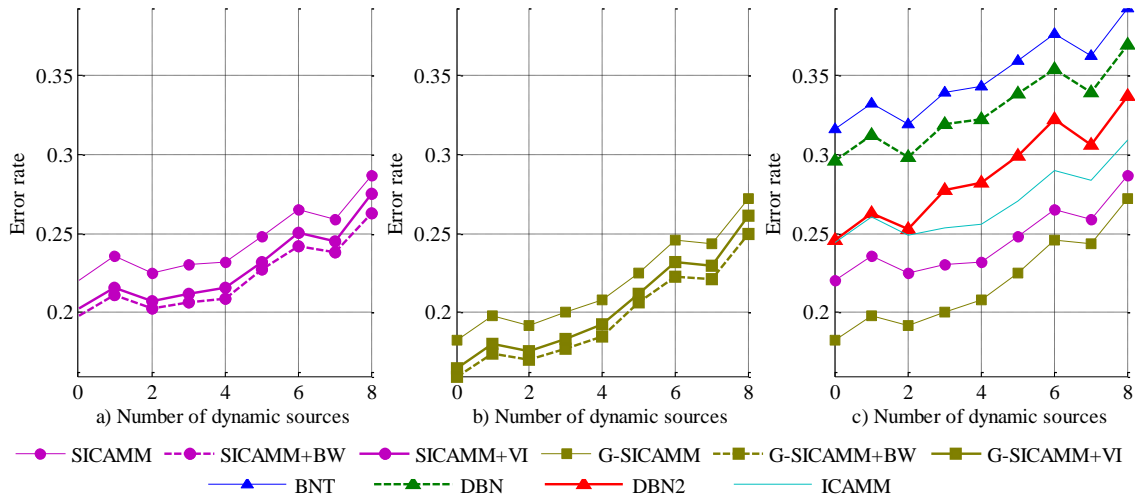 0.35
0.3
0.25
0.2
Error rate
0 2 4 6 8
a) Number of dynamic sources
0.35
0.3
0.25
0.2
Error rate
0 2 4 6 8
b) Number of dynamic sources
0.35
0.3
0.25
0.2
Error rate
0 2 4 6 8
c) Number of dynamic sources
SICAMM SICAMM+BW SICAMM+VI G-SICAMM G-SICAMM+BW G-SICAMM+VI
BNT DBN DBN2 ICAMM